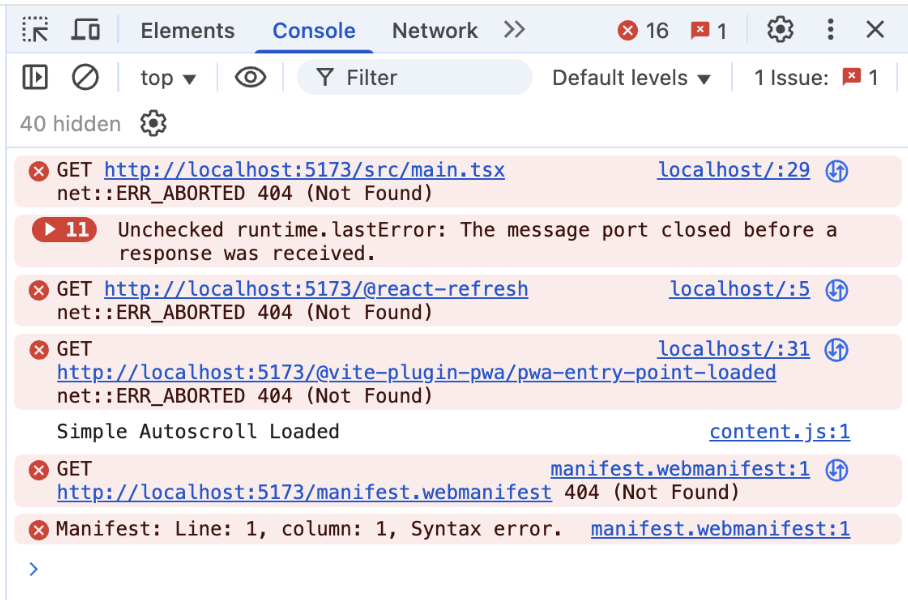 Elements Console Network 16 1
top Filter Default levels 1 Issue: 1
40 hidden
GET http://localhost:5173/src/main.tsx localhost/:29
net::ERR_ABORTED 404 (Not Found)
11 Unchecked runtime.lastError: The message port closed before a
response was received.
GET http://localhost:5173/@react-refresh localhost/:5
net::ERR_ABORTED 404 (Not Found)
GET localhost/:31
http://localhost:5173/@vite-plugin-pwa/pwa-entry-point-loaded
net::ERR_ABORTED 404 (Not Found)
Simple Autoscroll Loaded content.js:1
GET manifest.webmanifest:1
http://localhost:5173/manifest.webmanifest 404 (Not Found)
Manifest: Line: 1, column: 1, Syntax error. manifest.webmanifest:1